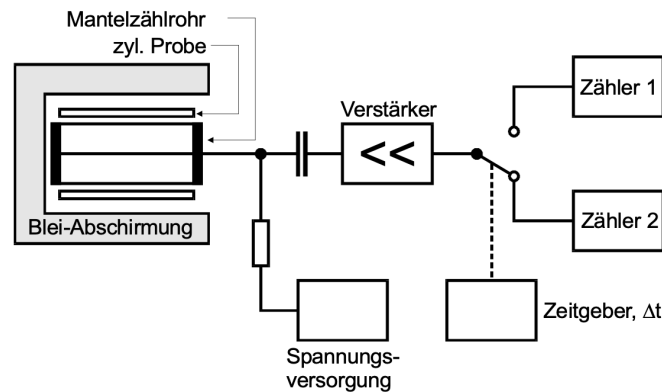 Mantelzählrohr
zyl. Probe
Verstärker
<<
Zähler 1
Blei-Abschirmung
Zähler 2
Spannungs-
versorgung
Zeitgeber, Δt